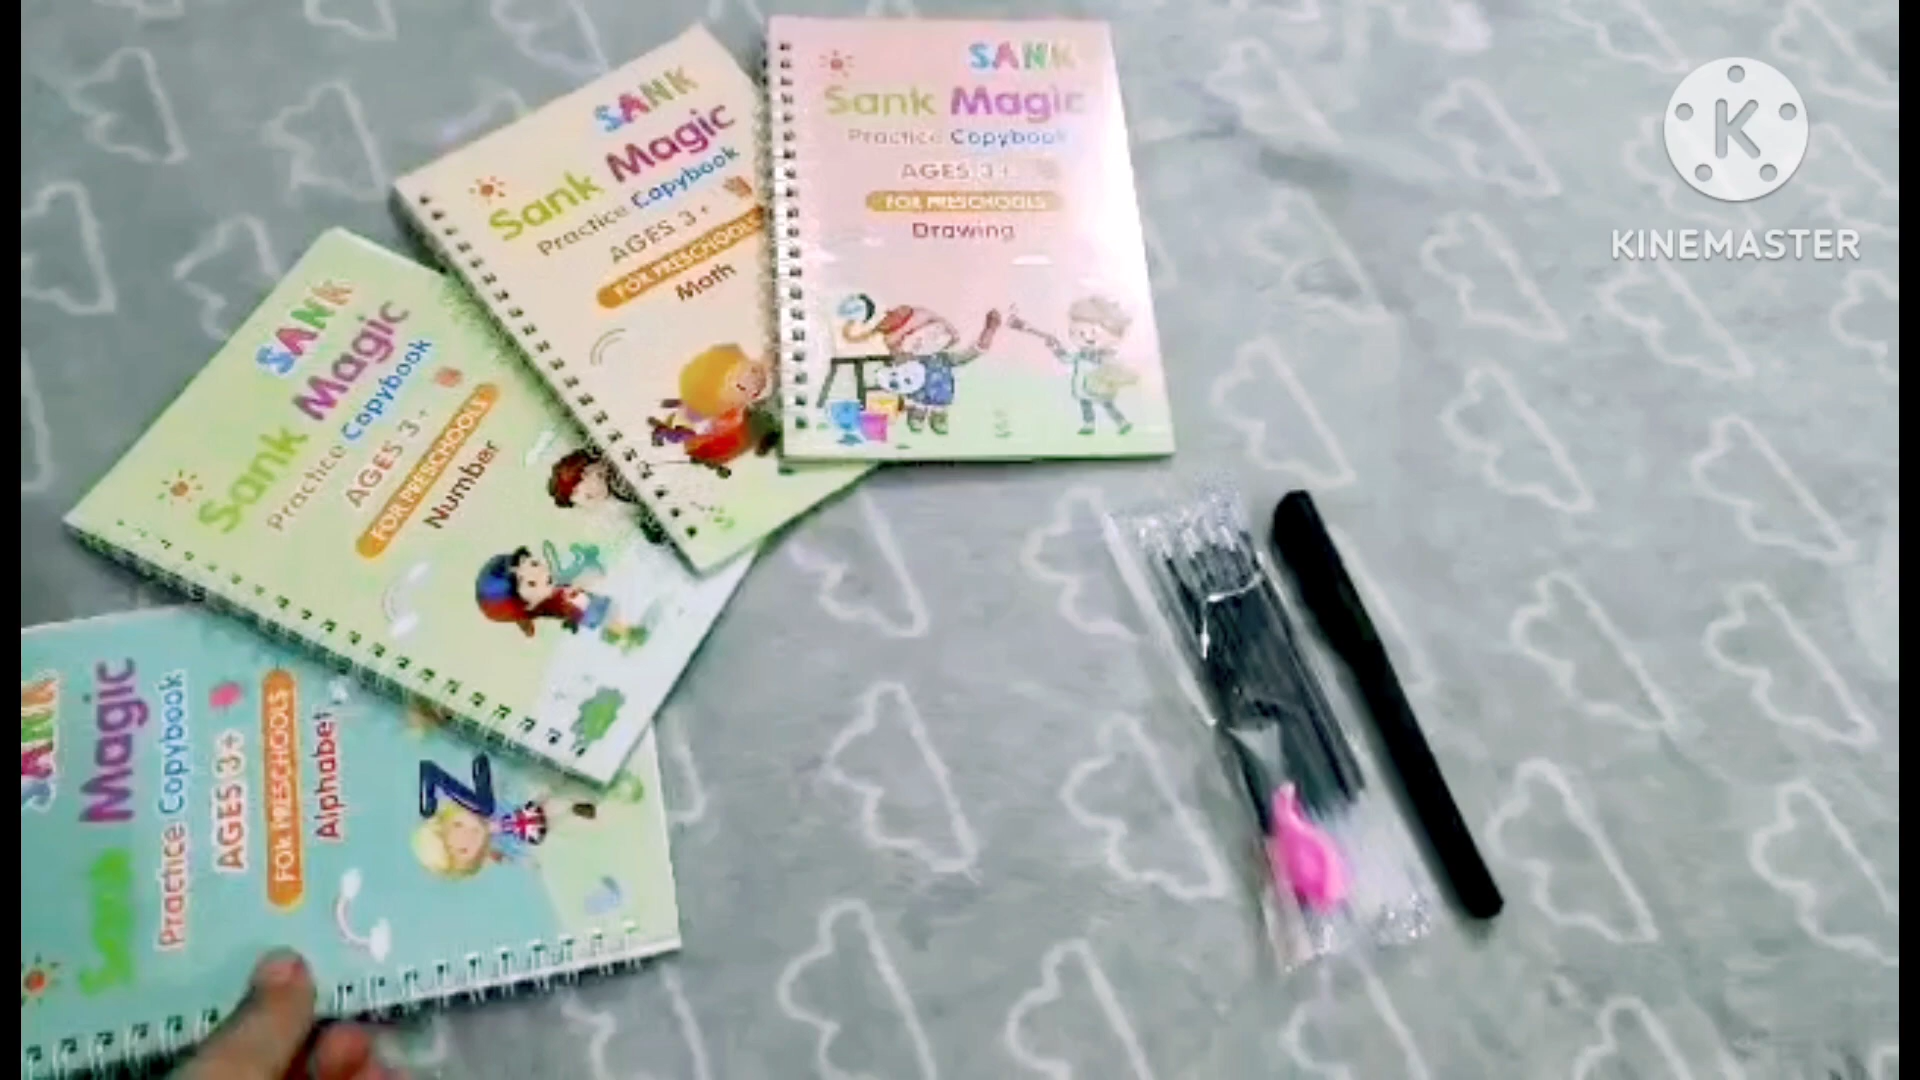 SANK
Sank Magic
Practice Copybook
AGES 3+
FOR PRESCHOOLS
Drawing
SANK
Sank Magic
Practice Copybook
AGES 3+
FOR PRESCHOOLS
Math
SANK
Sank Magic
Practice Copybook
AGES 3+
FOR PRESCHOOLS
Number
SANK
Sank Magic
Practice Copybook
AGES 3+
FOR PRESCHOOLS
Alphabet
Z
K
KINEMASTER